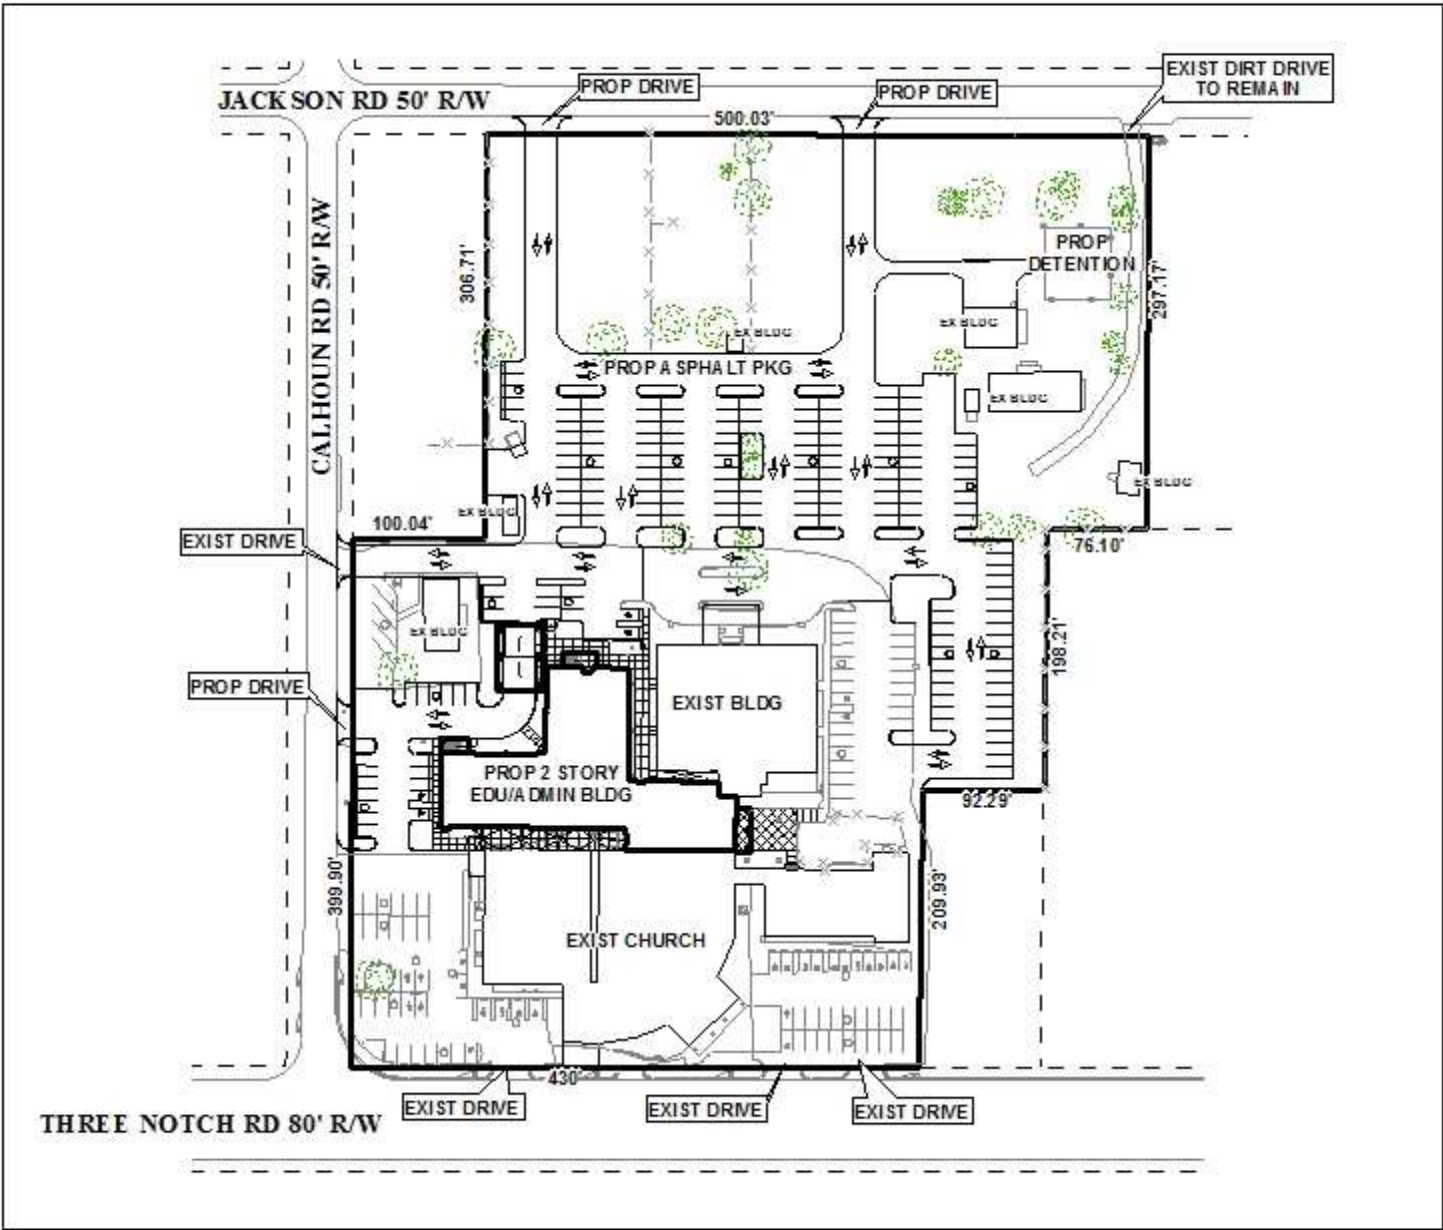 EXIST DIRT DRIVE
TO REMAIN
PROP DRIVE
PROP DRIVE
JACKSON RD 50' R/W
500.03'
CALHOUN RD 50' R/W
306.71'
PROP
DETENTION
297.17'
EX BLDG
EX BLDG
PROP ASPHALT PKG
EX BLDG
EX BLDG
EX BLDG
100.04'
EXIST DRIVE
76.10'
EX BLDG
198.21'
PROP DRIVE
EXIST BLDG
PROP 2 STORY
EDU/ADMIN BLDG
92.29'
399.90'
209.93'
EXIST CHURCH
430'
EXIST DRIVE
EXIST DRIVE
EXIST DRIVE
THREE NOTCH RD 80' R/W